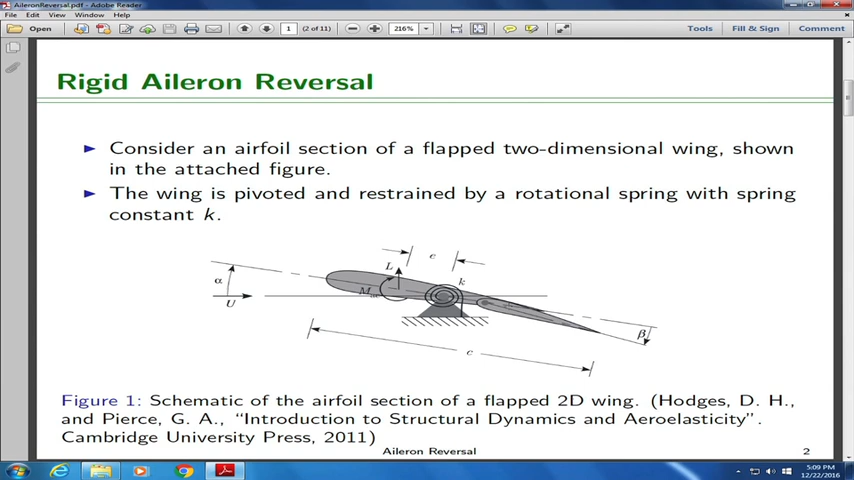 AileronReversal.pdf - Adobe Reader
File Edit View Window Help
Open 1 (2 of 11) 216% Tools Fill & Sign Comment
Rigid Aileron Reversal
Consider an airfoil section of a flapped two-dimensional wing, shown
in the attached figure.
The wing is pivoted and restrained by a rotational spring with spring
constant k.
e
L
k
α
M
U
β
c
Figure 1: Schematic of the airfoil section of a flapped 2D wing. (Hodges, D. H.,
and Pierce, G. A., “Introduction to Structural Dynamics and Aeroelasticity”.
Cambridge University Press, 2011)
Aileron Reversal 2
5:09 PM
12/22/2016